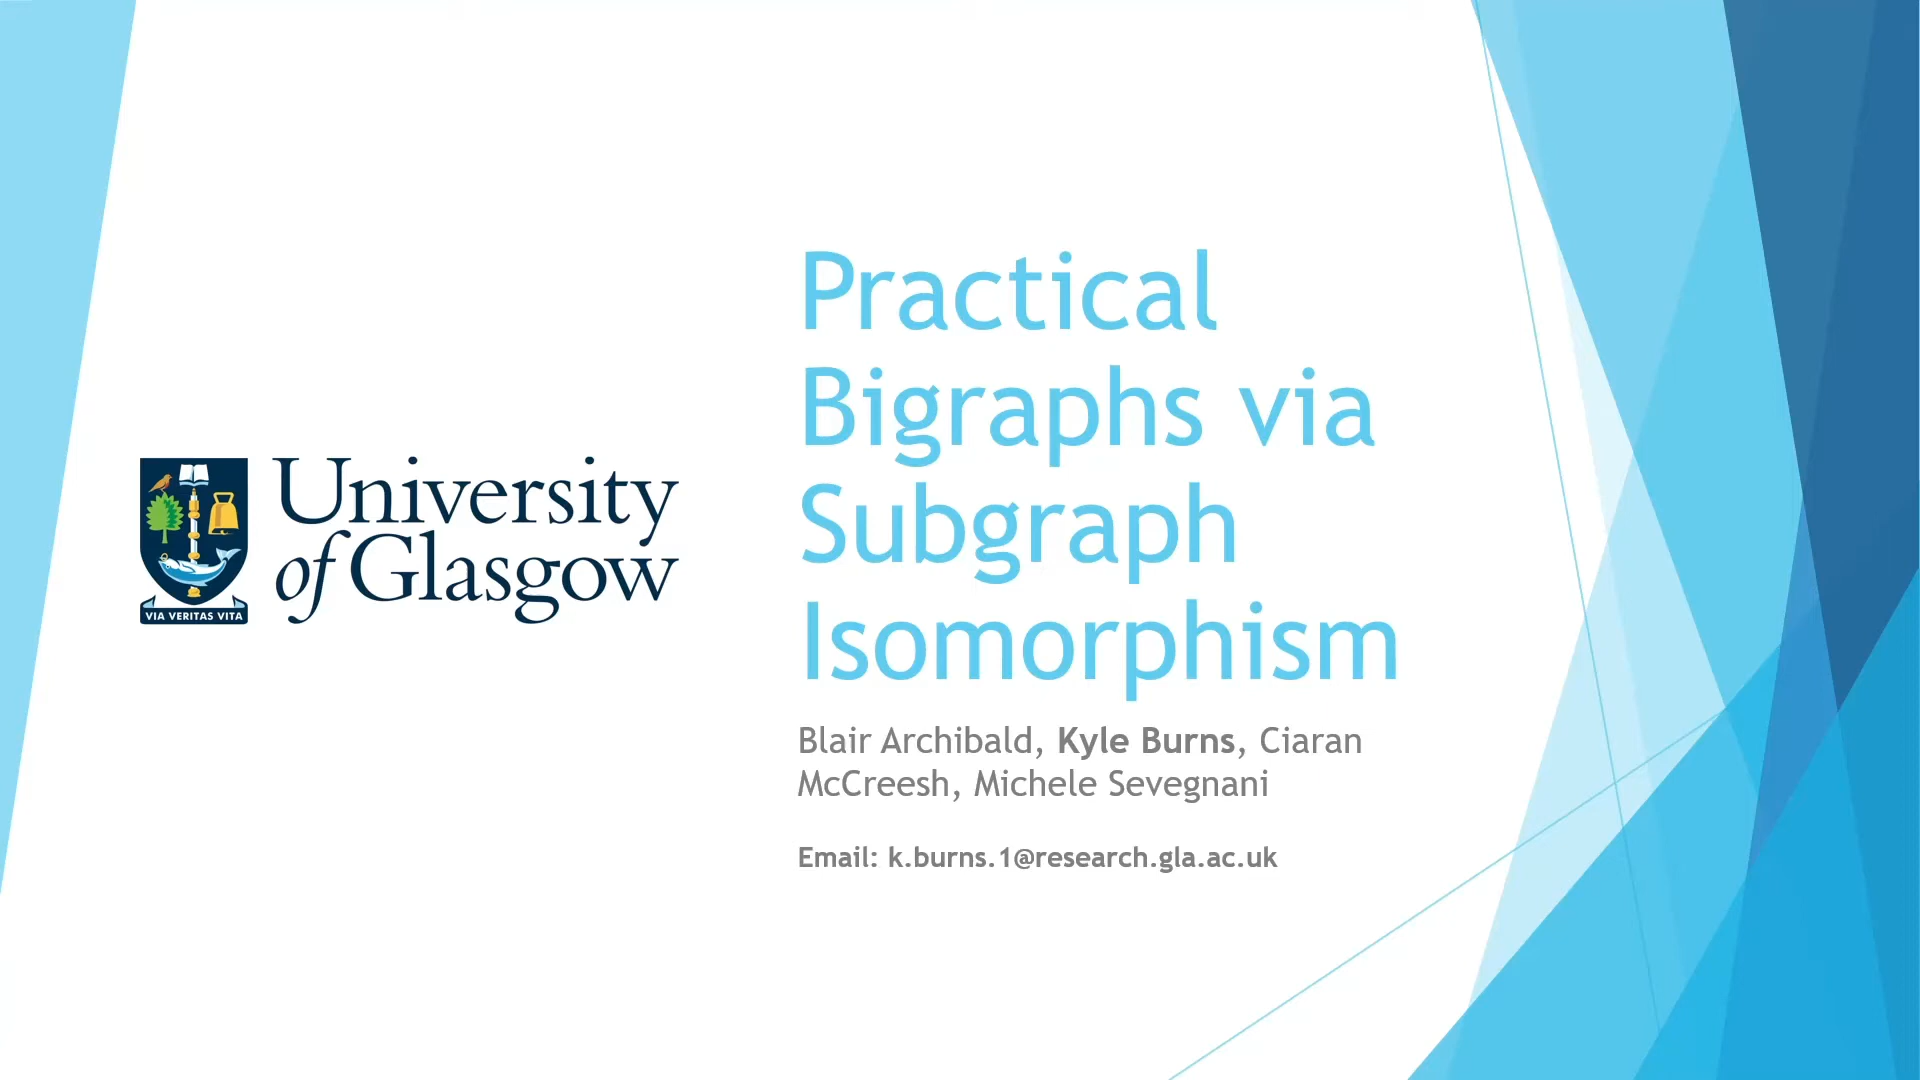 University
of Glasgow
VIA VERITAS VITA
Practical
Bigraphs via
Subgraph
Isomorphism
Blair Archibald, Kyle Burns, Ciaran
McCreesh, Michele Sevegnani
Email: k.burns.1@research.gla.ac.uk